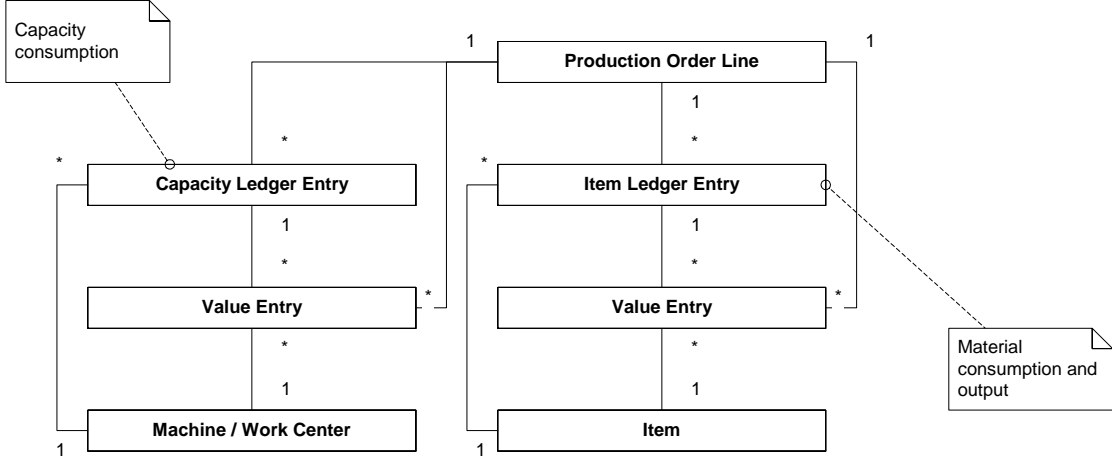 Capacity
consumption
1
1
Production Order Line
1
*
*
*
*
Capacity Ledger Entry
Item Ledger Entry
1
1
*
*
*
*
Value Entry
Value Entry
*
*
Material
consumption and
output
1
1
Machine / Work Center
Item
1
1